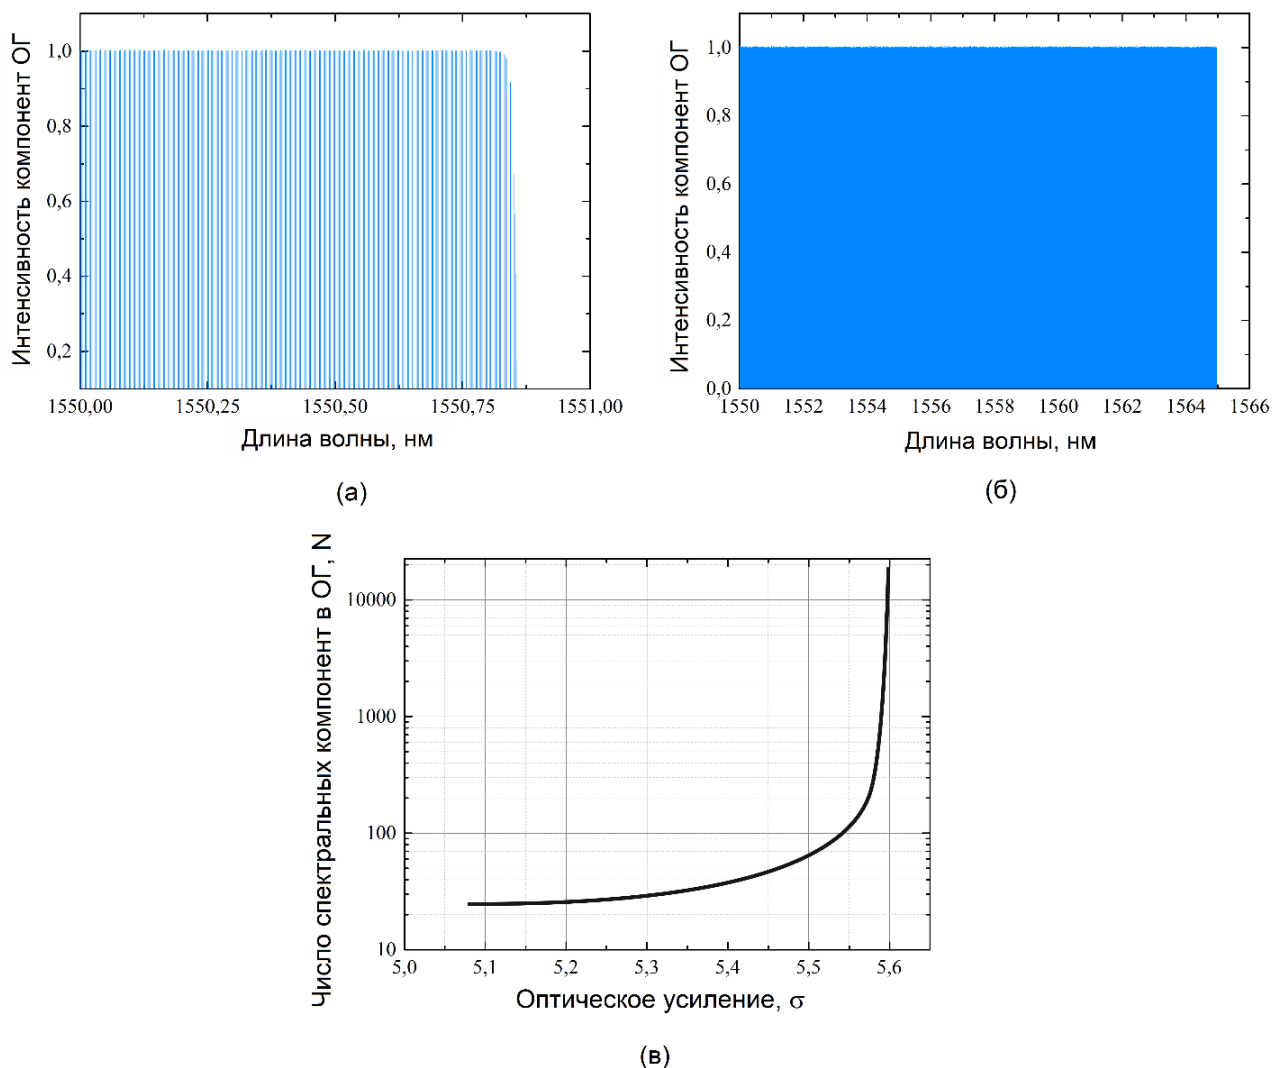 Интенсивность компонент ОГ
1,0
0,8
0,6
0,4
0,2
1550,00 1550,25 1550,50 1550,75 1551,00
Длина волны, нм
(а)
Интенсивность компонент ОГ
1,0
0,8
0,6
0,4
0,2
0,0
1550 1552 1554 1556 1558 1560 1562 1564 1566
Длина волны, нм
(б)
Число спектральных компонент в ОГ, N
10000
1000
100
10
5,0 5,1 5,2 5,3 5,4 5,5 5,6
Оптическое усиление, σ
(в)